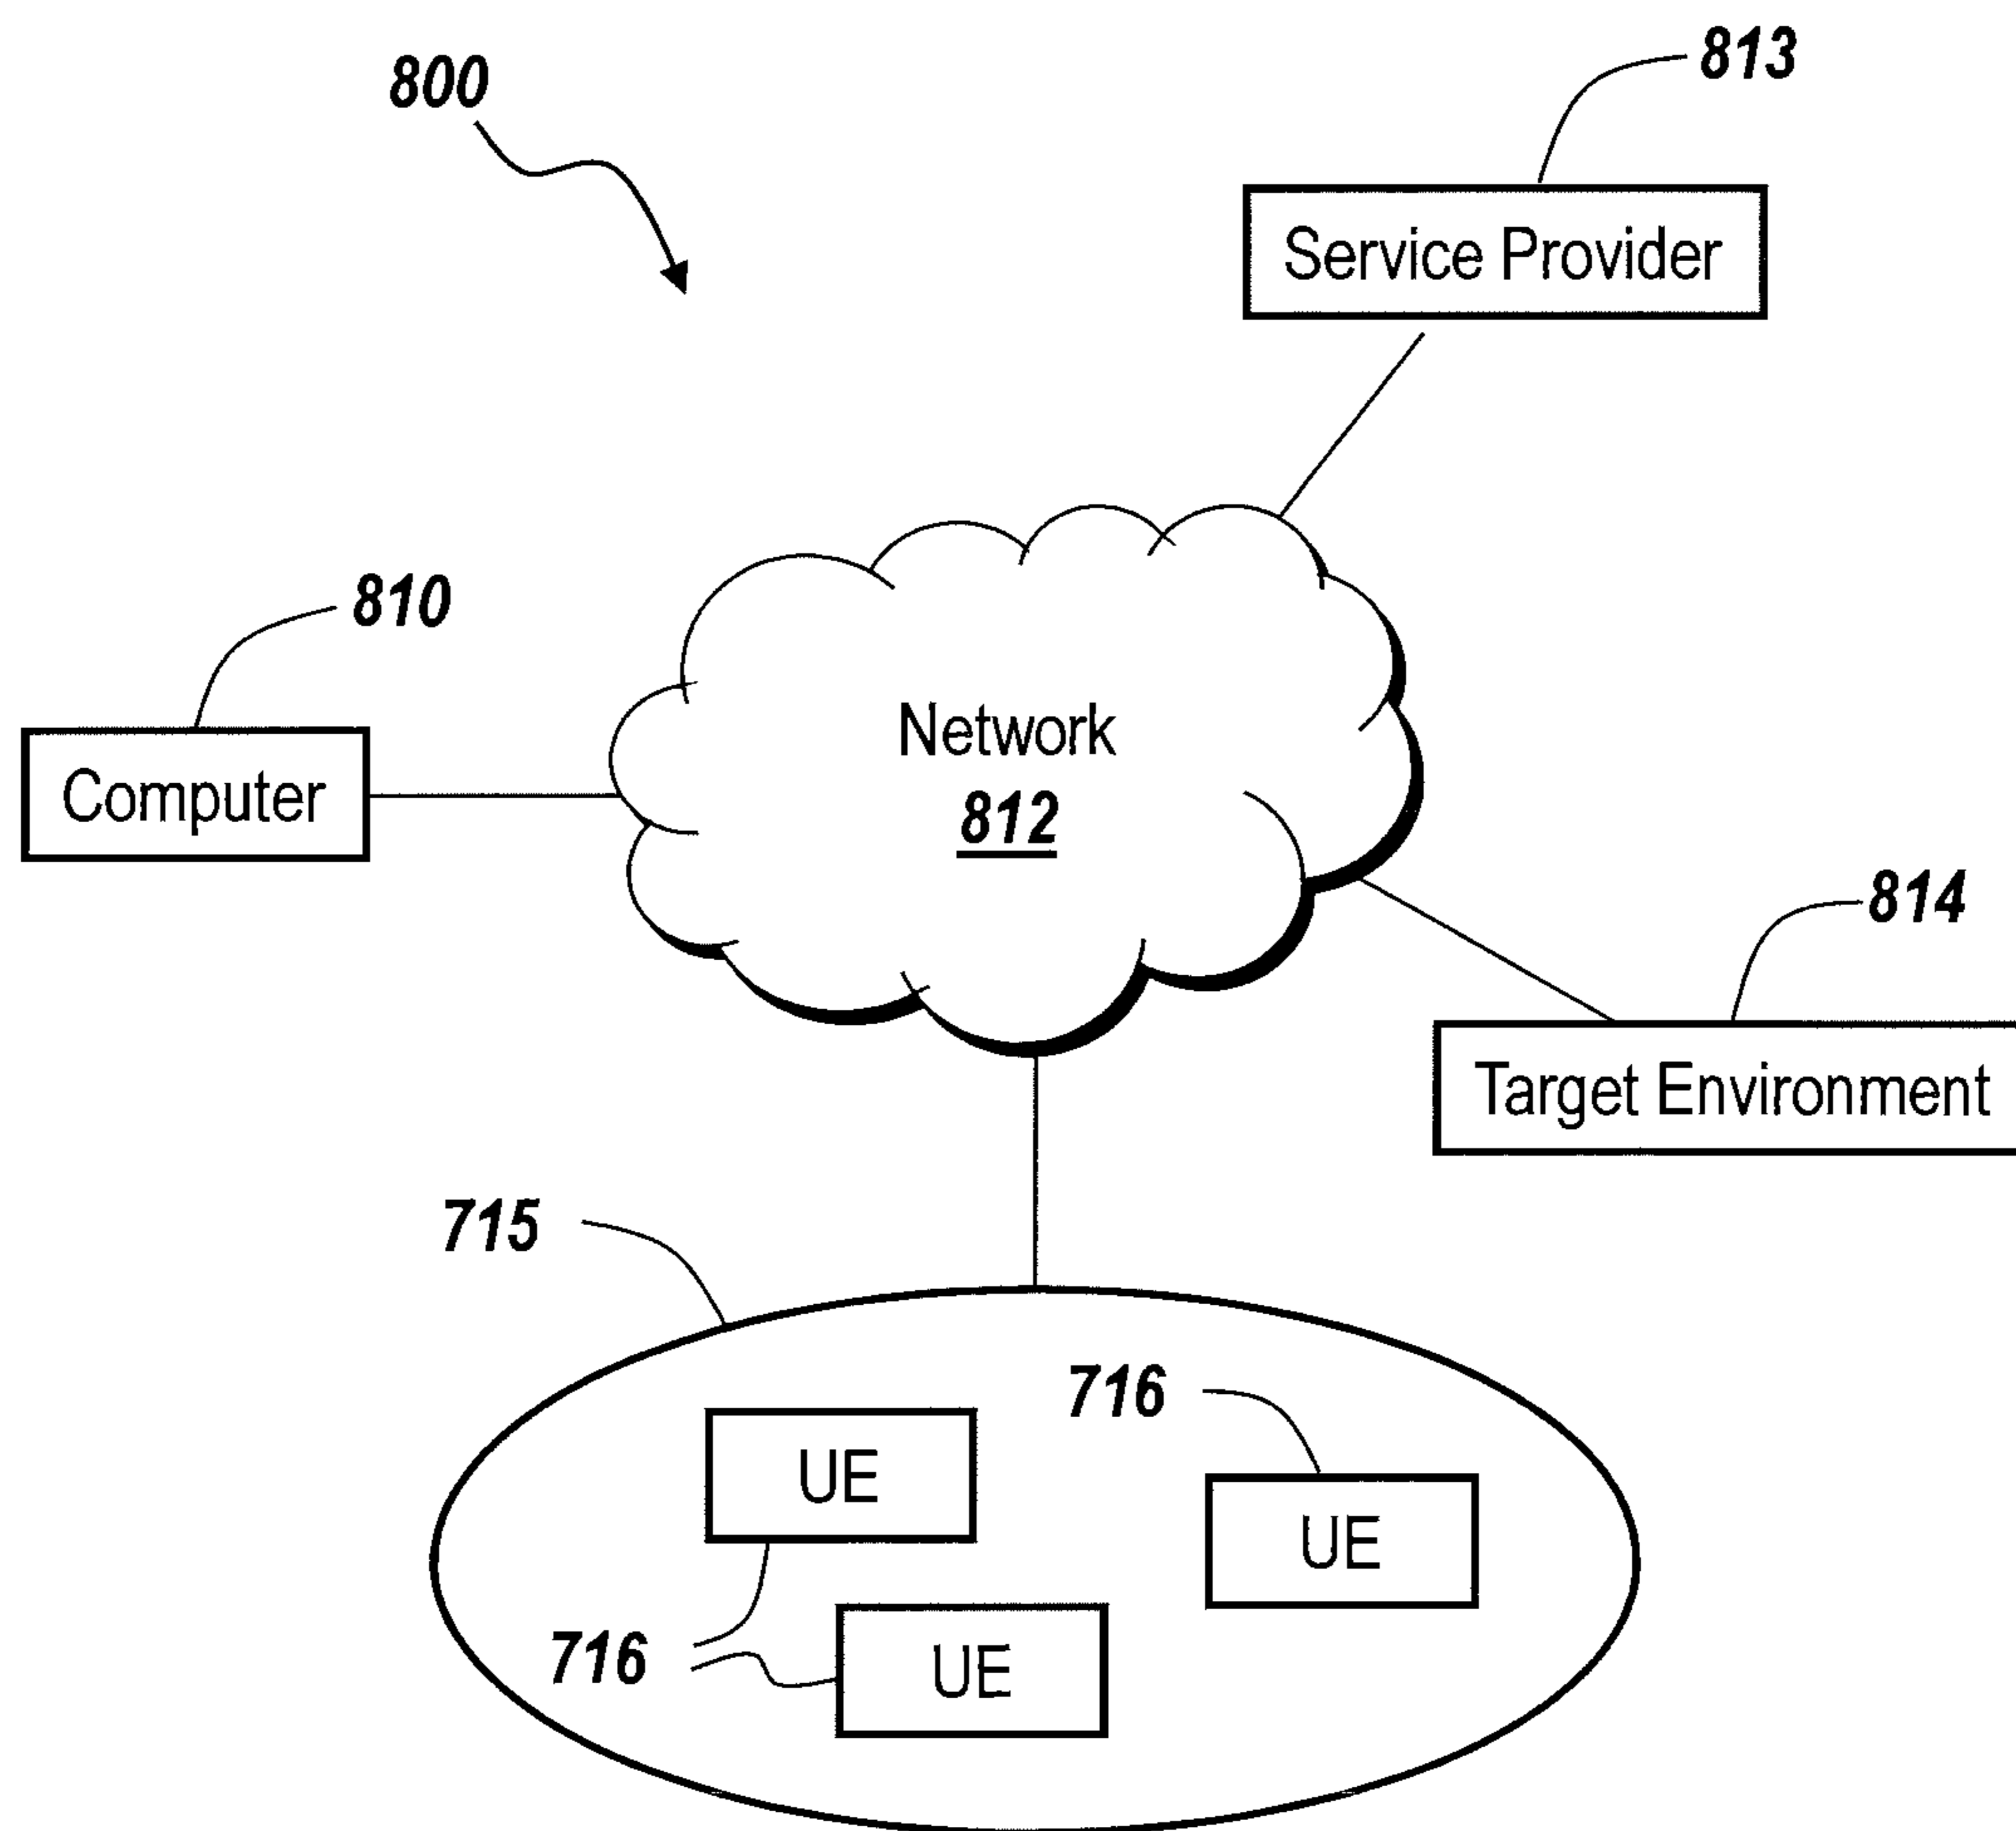 813
800
Service Provider
810
Network
812
Computer
814
Target Environment
715
716
UE
UE
716
UE